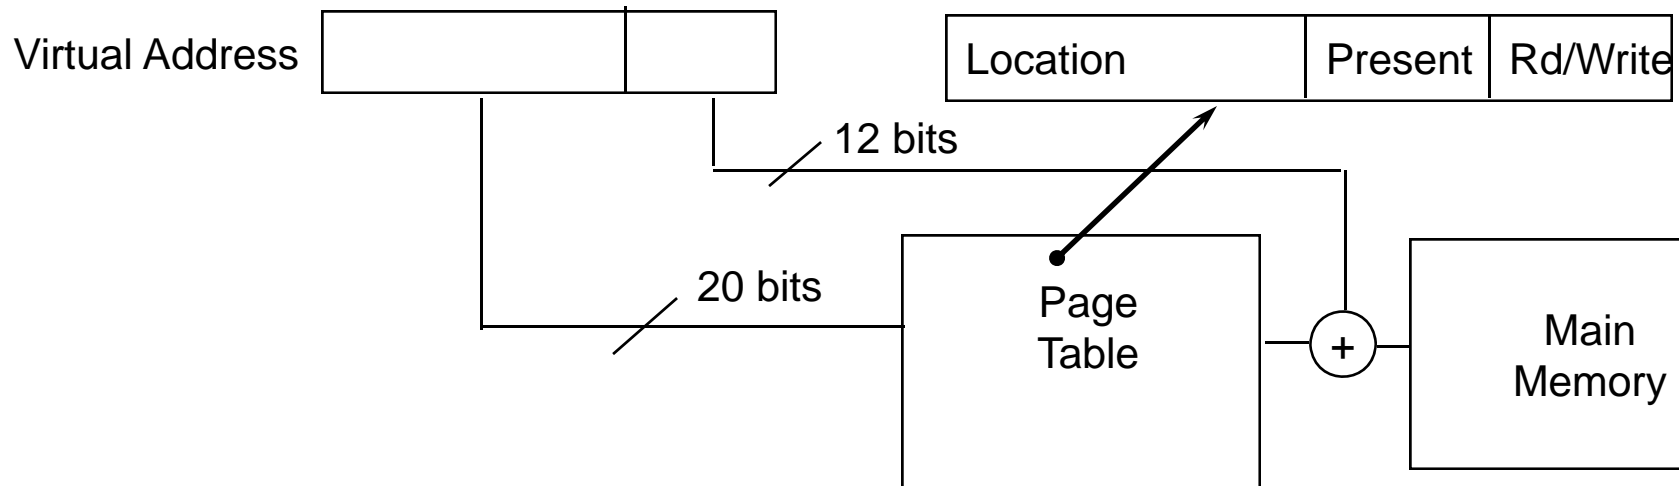 Virtual Address
Location Present Rd/Write
12 bits
20 bits
Page
Table
+
Main
Memory